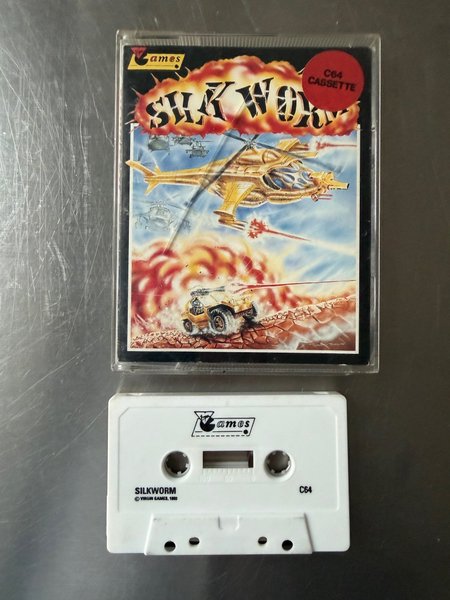 Games
C64
CASSETTE
SILKWORM
Games
SILKWORM
C64
© VIRGIN GAMES, 1989